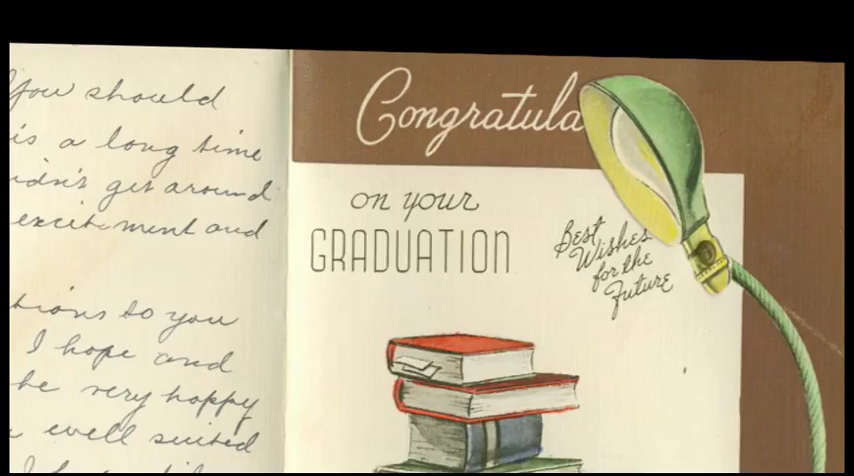 You should
is a long time
idn't get around
excitement and
tions to you
I hope and
be very happy
well suited
Congratula
on your
GRADUATION
Best
Wishes
for the
Future